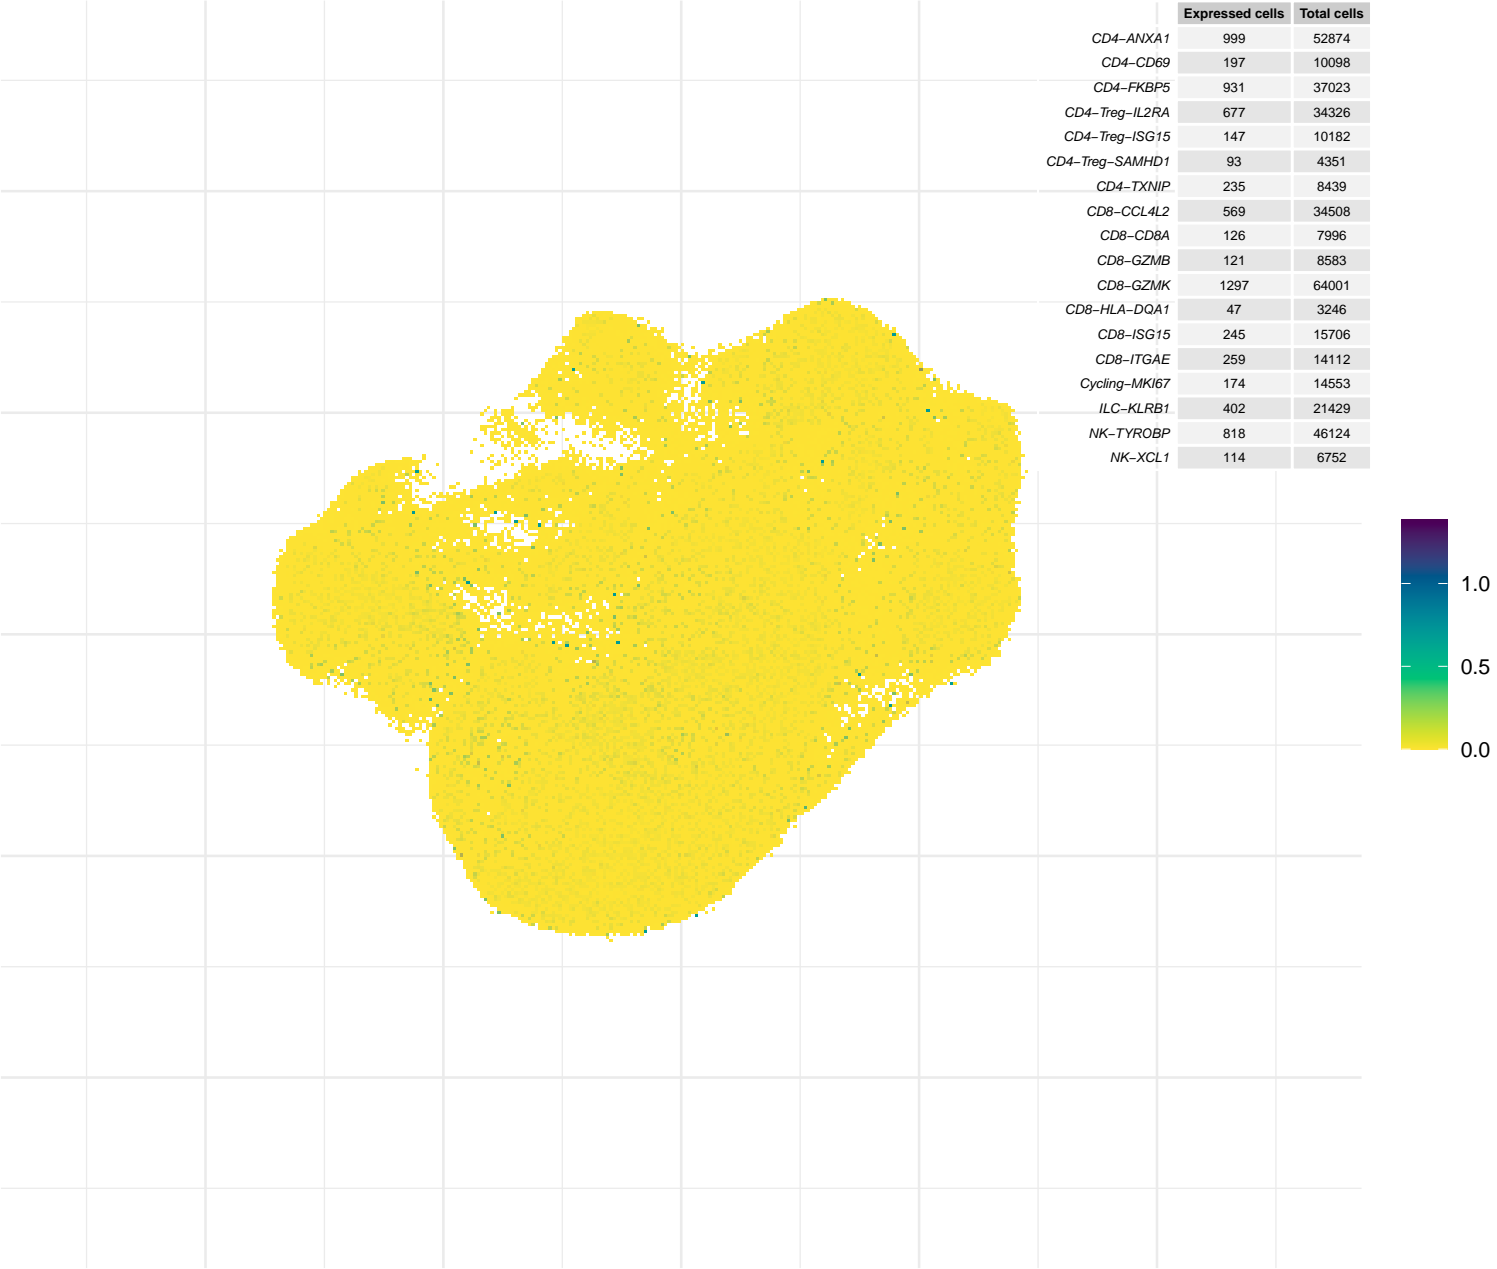 Expressed cells Total cells
CD4−ANXA1 999 52874
CD4−CD69 197 10098
CD4−FKBP5 931 37023
CD4−Treg−IL2RA 677 34326
CD4−Treg−ISG15 147 10182
CD4−Treg−SAMHD1 93 4351
CD4−TXNIP 235 8439
CD8−CCL4L2 569 34508
CD8−CD8A 126 7996
CD8−GZMB 121 8583
CD8−GZMK 1297 64001
CD8−HLA−DQA1 47 3246
CD8−ISG15 245 15706
CD8−ITGAE 259 14112
Cycling−MKI67 174 14553
ILC−KLRB1 402 21429
NK−TYROBP 818 46124
NK−XCL1 114 6752
1.0
0.5
0.0